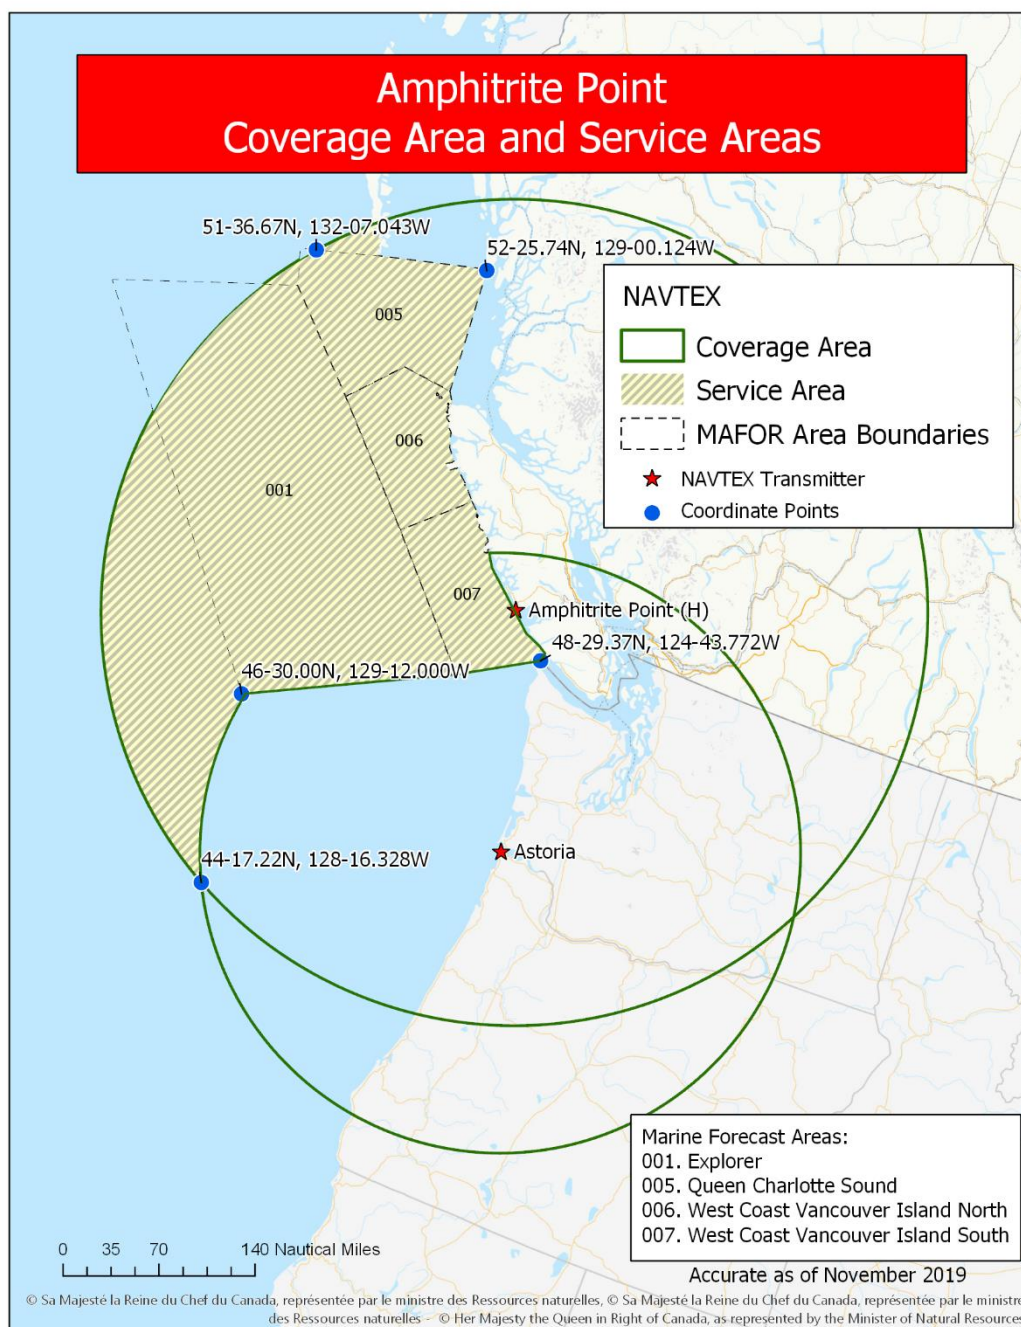 Amphitrite Point
Coverage Area and Service Areas
51-36.67N, 132-07.043W
52-25.74N, 129-00.124W
NAVTEX
Coverage Area
Service Area
MAFOR Area Boundaries
NAVTEX Transmitter
Coordinate Points
005
006
001
007
Amphitrite Point (H)
48-29.37N, 124-43.772W
46-30.00N, 129-12.000W
Astoria
44-17.22N, 128-16.328W
Marine Forecast Areas:
001. Explorer
005. Queen Charlotte Sound
006. West Coast Vancouver Island North
007. West Coast Vancouver Island South
0 35 70 140 Nautical Miles
Accurate as of November 2019
© Sa Majesté la Reine du Chef du Canada, représentée par le ministre des Ressources naturelles, © Sa Majesté la Reine du Chef du Canada, représentée par le ministre
des Ressources naturelles - © Her Majesty the Queen in Right of Canada, as represented by the Minister of Natural Resources